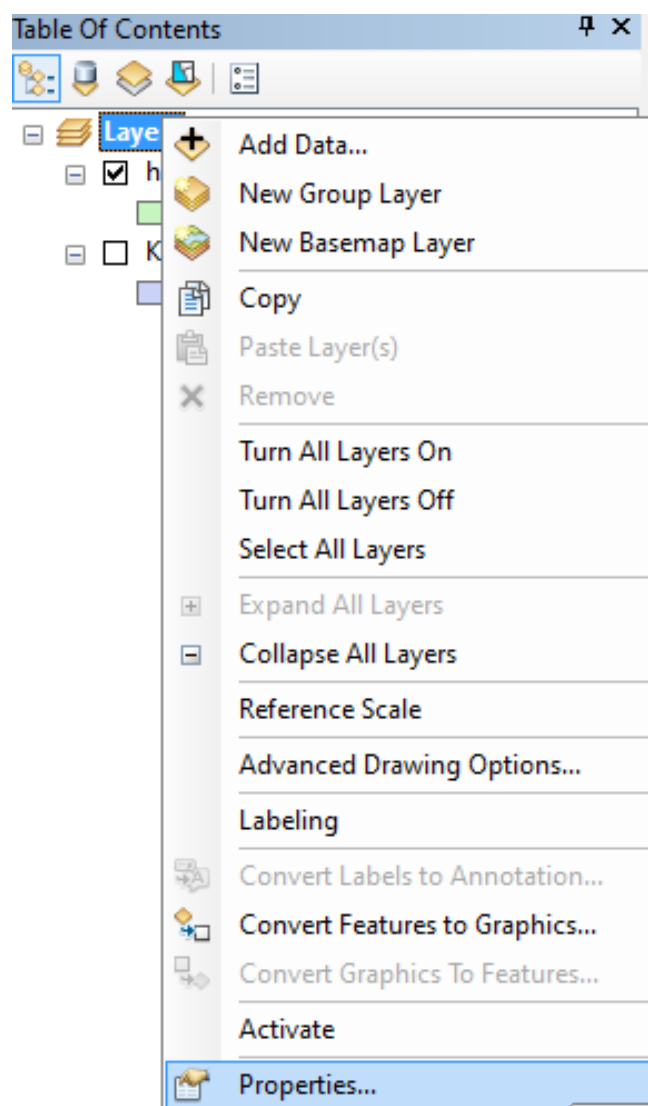 Table Of Contents
Laye
h
K
Add Data...
New Group Layer
New Basemap Layer
Copy
Paste Layer(s)
Remove
Turn All Layers On
Turn All Layers Off
Select All Layers
Expand All Layers
Collapse All Layers
Reference Scale
Advanced Drawing Options...
Labeling
Convert Labels to Annotation...
Convert Features to Graphics...
Convert Graphics To Features...
Activate
Properties...